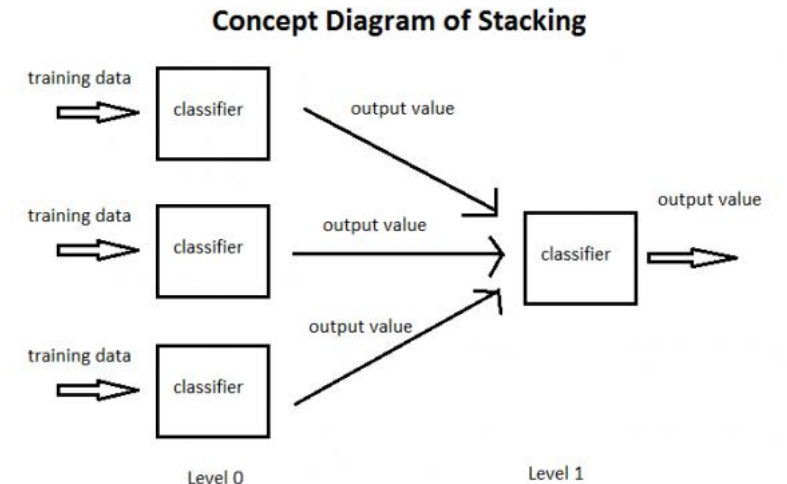 Concept Diagram of Stacking
training data
classifier
output value
training data
classifier
output value
training data
classifier
output value
classifier
output value
Level 0
Level 1